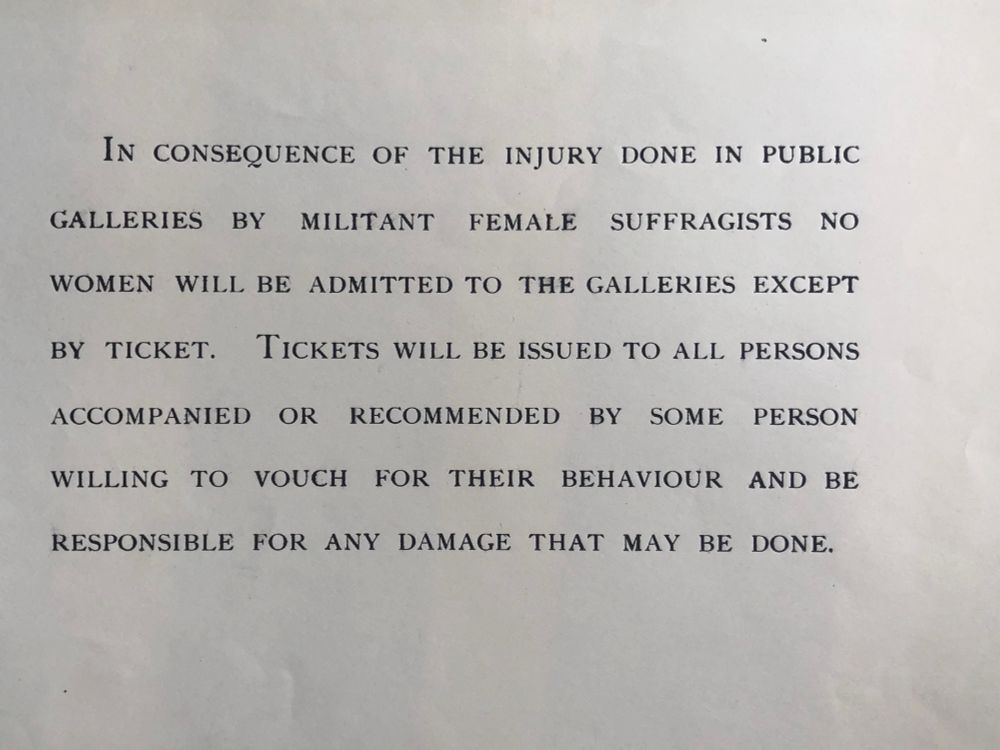 In consequence of the injury done in public
galleries by militant female suffragists no
women will be admitted to the galleries except
by ticket. Tickets will be issued to all persons
accompanied or recommended by some person
willing to vouch for their behaviour and be
responsible for any damage that may be done.